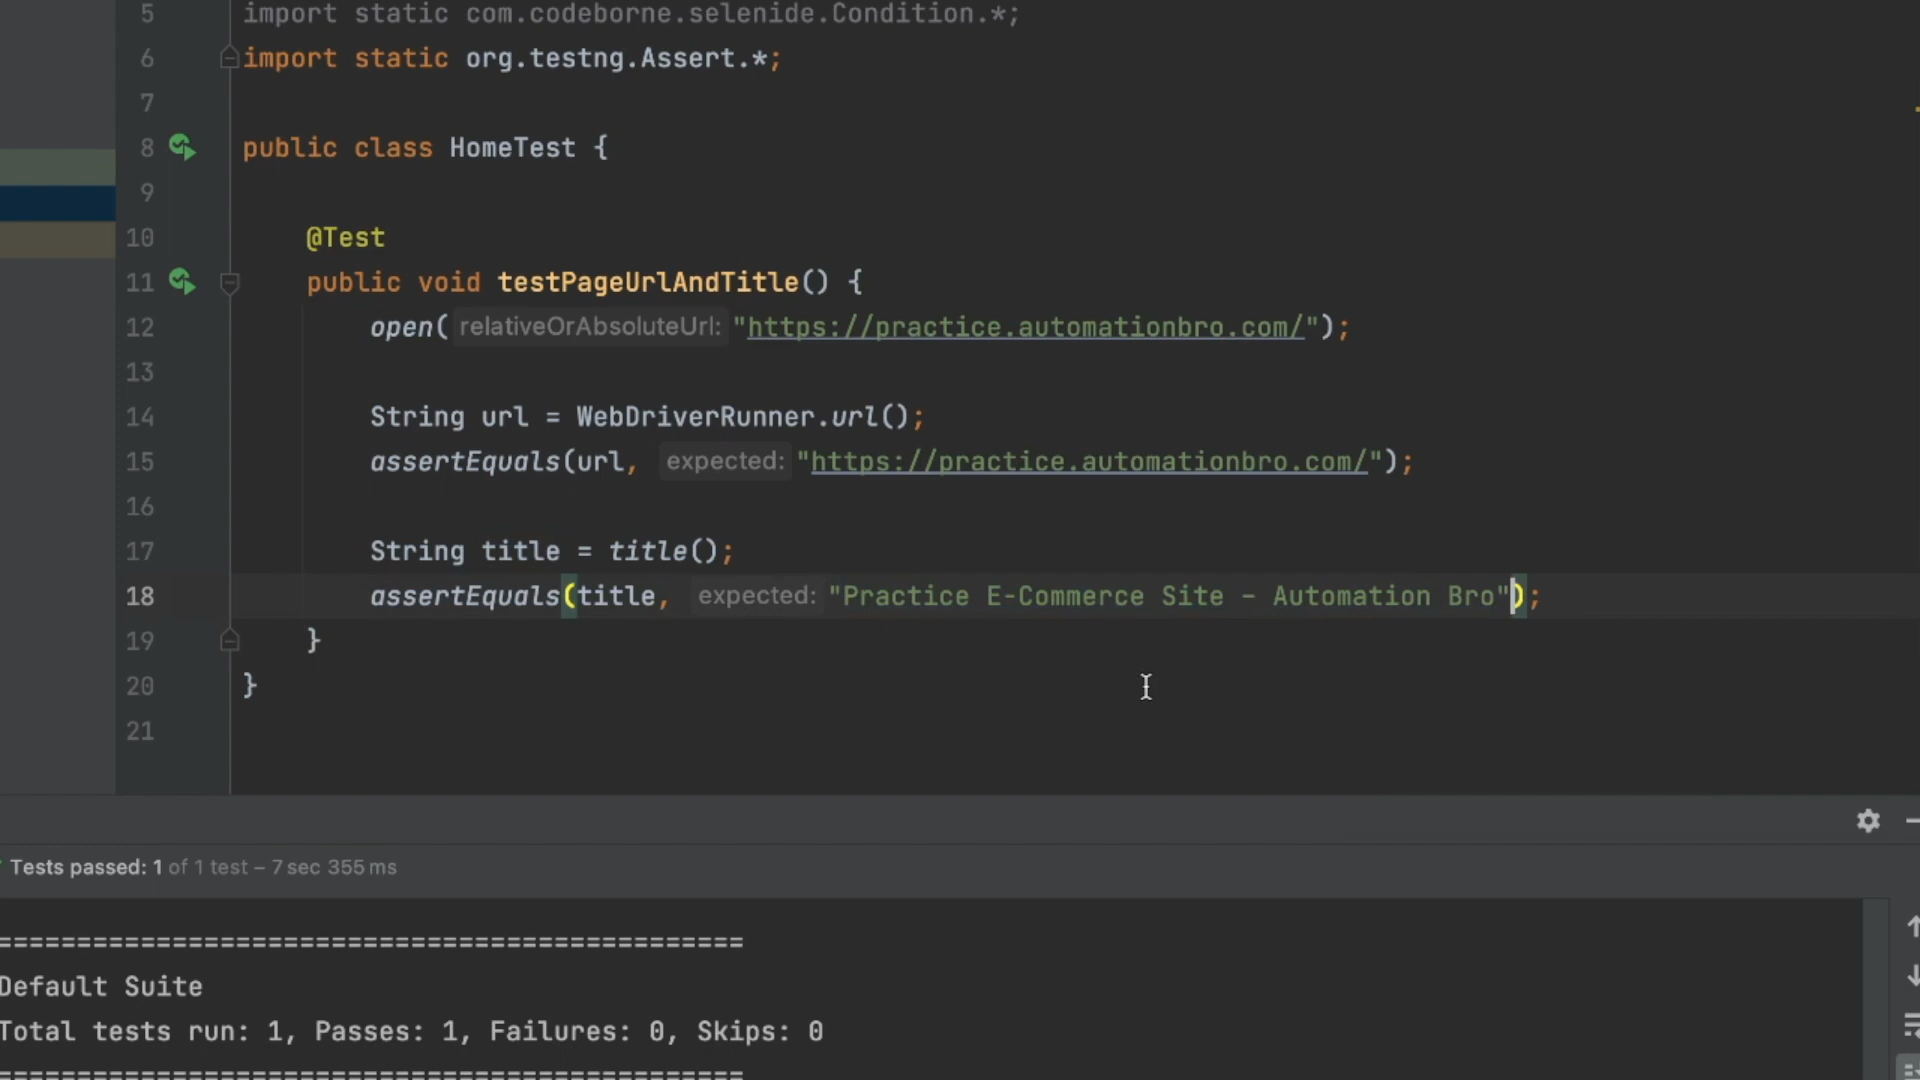 5 import static com.codeborne.selenide.Condition.*;
6 import static org.testng.Assert.*;
7
8 public class HomeTest {
9
10 @Test
11 public void testPageUrlAndTitle() {
12 open( relativeOrAbsoluteUrl: "https://practice.automationbro.com/");
13
14 String url = WebDriverRunner.url();
15 assertEquals(url, expected: "https://practice.automationbro.com/");
16
17 String title = title();
18 assertEquals(title, expected: "Practice E-Commerce Site – Automation Bro");
19 }
20 }
21
Tests passed: 1 of 1 test – 7 sec 355 ms
===============================================
Default Suite
Total tests run: 1, Passes: 1, Failures: 0, Skips: 0
===============================================